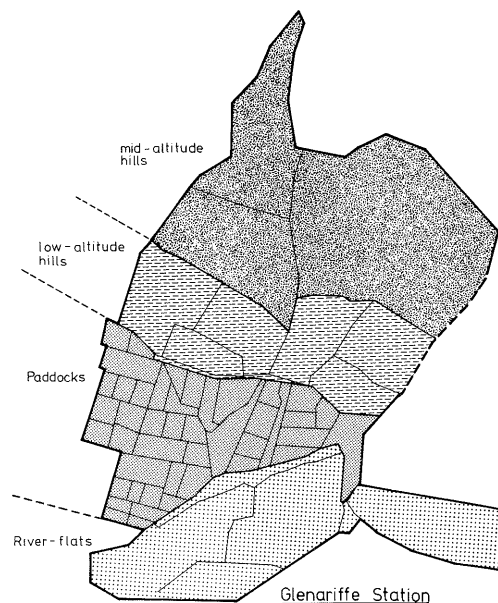 mid-altitude
hills
low-altitude
hills
Paddocks
River-flats
Glenariffe Station